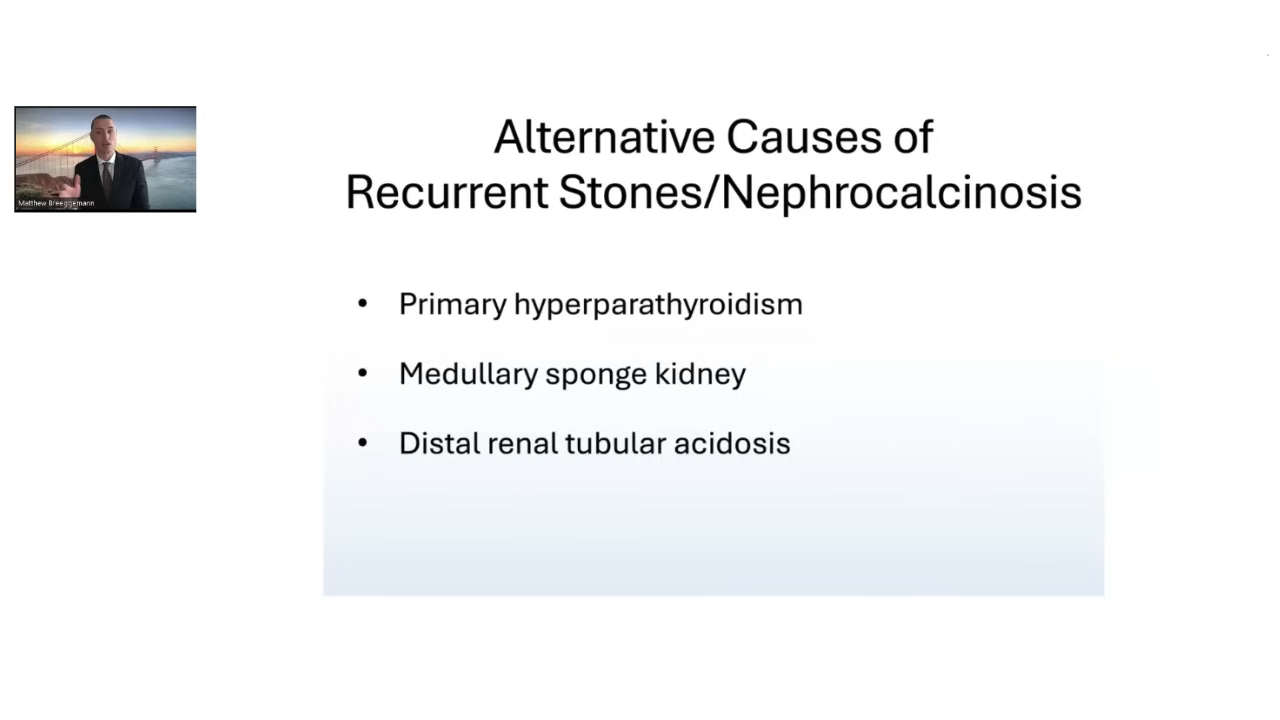 Alternative Causes of
Recurrent Stones/Nephrocalcinosis
Matthew Breeggemann
• Primary hyperparathyroidism
• Medullary sponge kidney
• Distal renal tubular acidosis